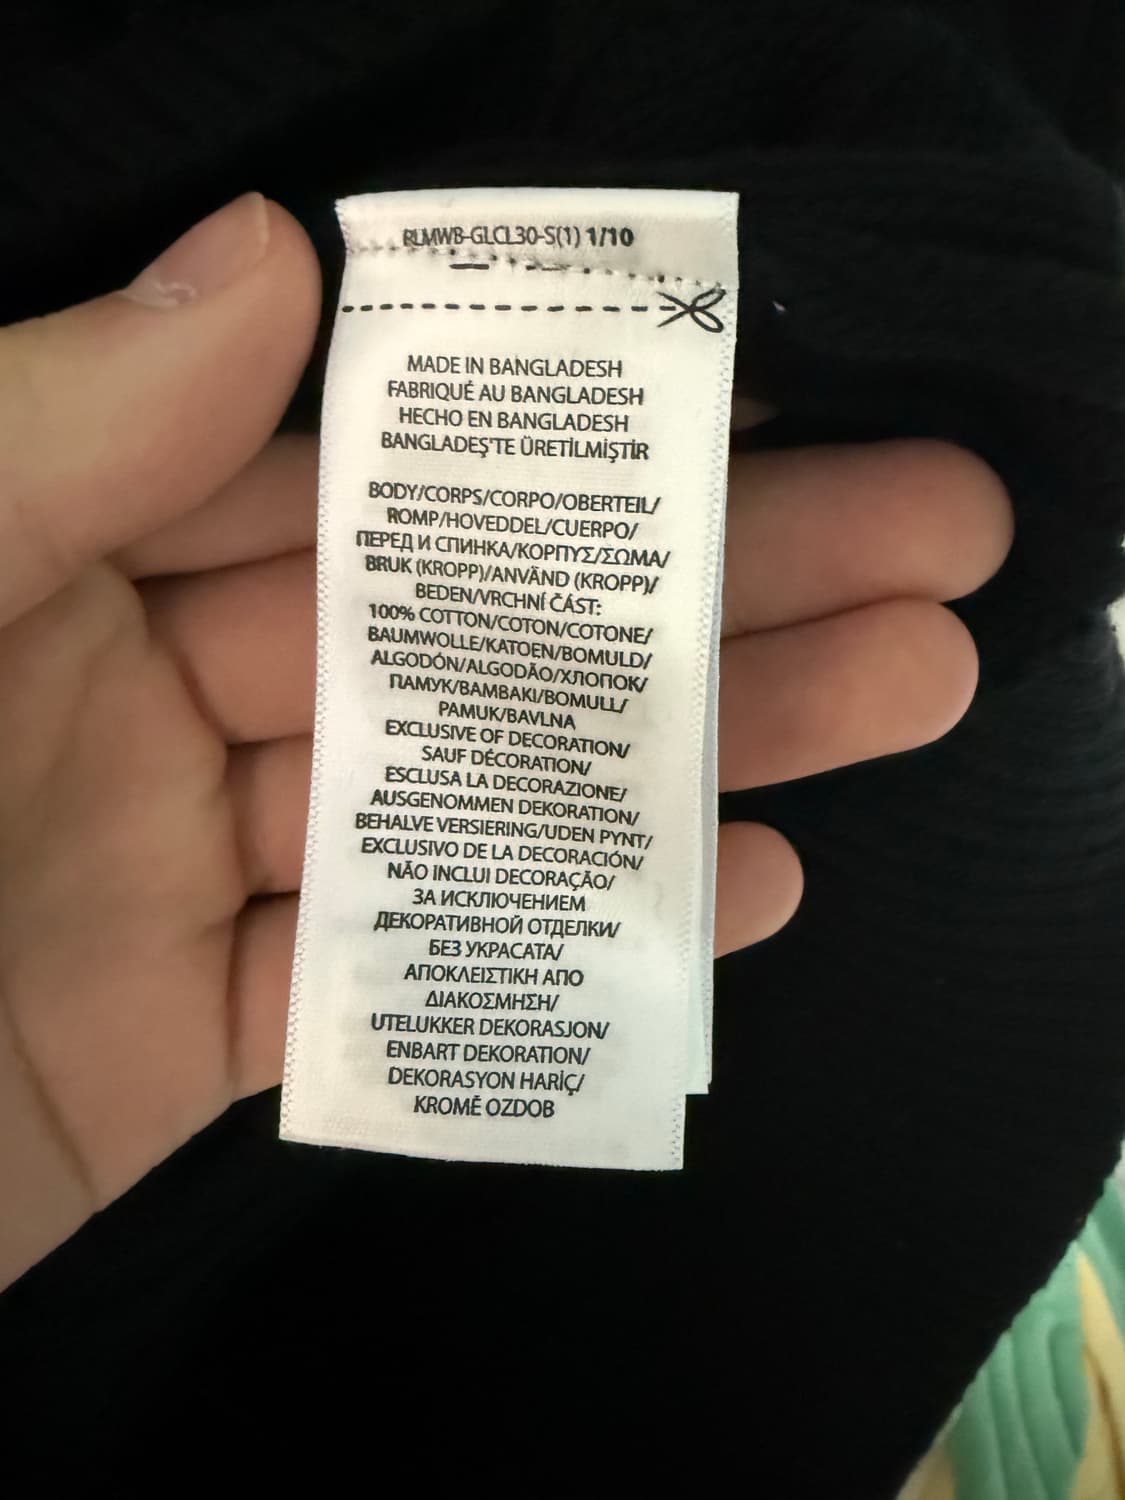 RLMWB-GLCL30-S(1) 1/10
MADE IN BANGLADESH
FABRIQUÉ AU BANGLADESH
HECHO EN BANGLADESH
BANGLADEŞ'TE ÜRETİLMİŞTİR
BODY/CORPS/CORPO/OBERTEIL/
ROMP/HOVEDDEL/CUERPO/
ПЕРЕД И СПИНКА/КОРПУΣ/ΣΩΜΑ/
BRUK (KROPP)/ANVÄND (KROPP)/
BEDEN/VRCHNÍ ČÁST:
100% COTTON/COTON/COTONE/
BAUMWOLLE/KATOEN/BOMULD/
ALGODÓN/ALGODÃO/ХЛОПОК/
ПАМУК/ΒΑΜΒΑΚΙ/BOMULL/
PAMUK/BAVLNA
EXCLUSIVE OF DECORATION/
SAUF DÉCORATION/
ESCLUSA LA DECORAZIONE/
AUSGENOMMEN DEKORATION/
BEHALVE VERSIERING/UDEN PYNT/
EXCLUSIVO DE LA DECORACIÓN/
NÃO INCLUI DECORAÇÃO/
ЗА ИСКЛЮЧЕНИЕМ
ДЕКОРАТИВНОЙ ОТДЕЛКИ/
БЕЗ УКРАСАТА/
ΑΠΟΚΛΕΙΣΤΙΚΗ ΑΠΟ
ΔΙΑΚΟΣΜΗΣΗ/
UTELUKKER DEKORASJON/
ENBART DEKORATION/
DEKORASYON HARİÇ/
KROMĚ OZDOB